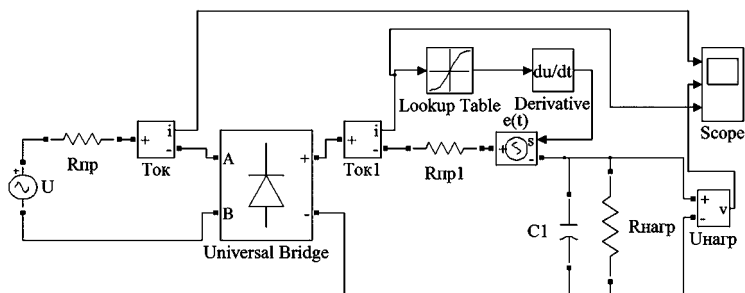 Lookup Table
du/dt
Derivative
Scope
e(t)
s
+
-
Rпр
+
i
-
Ток
+
i
-
Ток1
Rпр1
+
U
A
B
+
-
Universal Bridge
C1
Rнагр
+
-
v
Uнагр